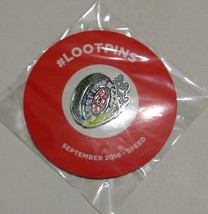 #LOOTPINS
SEPTEMBER 2016 - SPEED